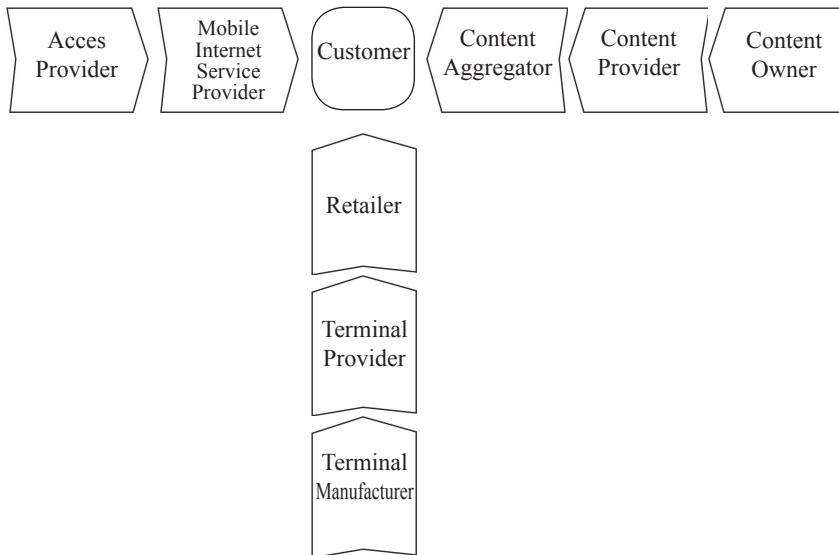 Acces
Provider
Mobile
Internet
Service
Provider
Customer
Content
Aggregator
Content
Provider
Content
Owner
Retailer
Terminal
Provider
Terminal
Manufacturer